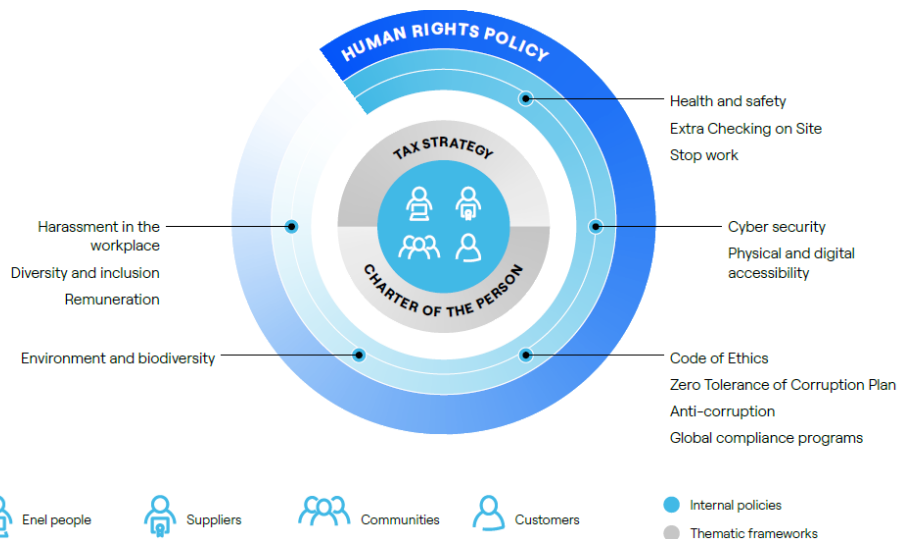 HUMAN RIGHTS POLICY
TAX STRATEGY
CHARTER OF THE PERSON
Health and safety
Extra Checking on Site
Stop work
Harassment in the
workplace
Diversity and inclusion
Remuneration
Cyber security
Physical and digital
accessibility
Environment and biodiversity
Code of Ethics
Zero Tolerance of Corruption Plan
Anti-corruption
Global compliance programs
Enel people
Suppliers
Communities
Customers
Internal policies
Thematic frameworks